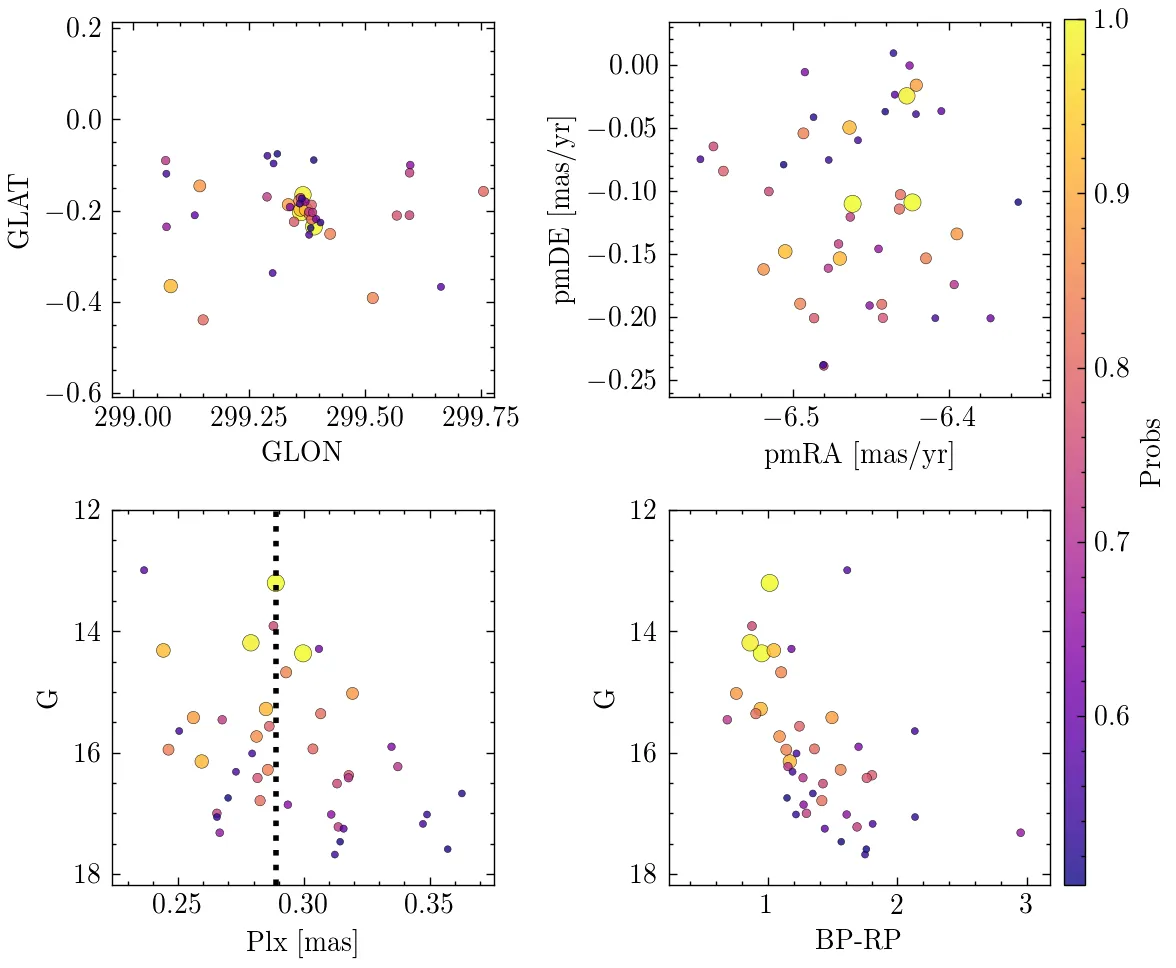 0.2
0.0
−0.2
−0.4
−0.6
GLAT
299.00 299.25 299.50 299.75
GLON
0.00
−0.05
−0.10
−0.15
−0.20
−0.25
pmDE [mas/yr]
−6.5 −6.4
pmRA [mas/yr]
12
14
16
18
G
0.25 0.30 0.35
Plx [mas]
12
14
16
18
G
1 2 3
BP-RP
1.0
0.9
0.8
0.7
0.6
Probs